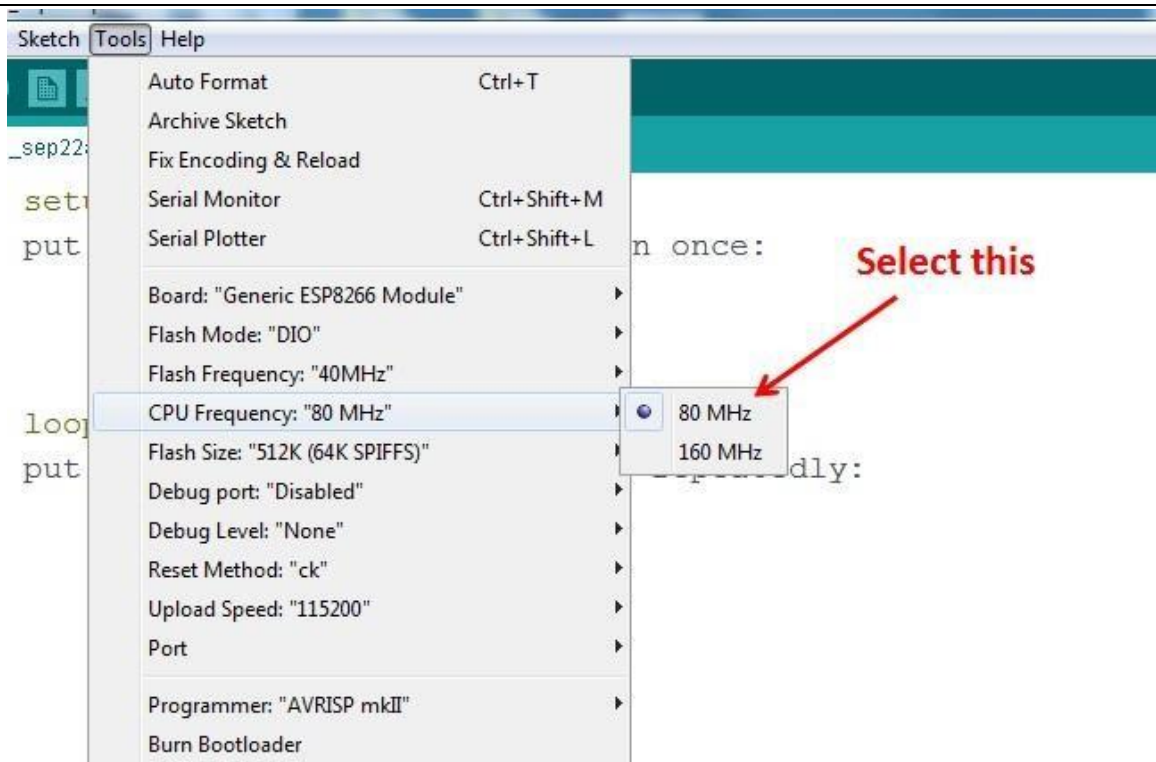 Sketch Tools Help
Auto Format Ctrl+T
Archive Sketch
_sep22a
Fix Encoding & Reload
setu
Serial Monitor Ctrl+Shift+M
put
Serial Plotter Ctrl+Shift+L
n once:
Select this
Board: "Generic ESP8266 Module"
Flash Mode: "DIO"
Flash Frequency: "40MHz"
loop
CPU Frequency: "80 MHz"
80 MHz
put
Flash Size: "512K (64K SPIFFS)"
160 MHz
repeatedly:
Debug port: "Disabled"
Debug Level: "None"
Reset Method: "ck"
Upload Speed: "115200"
Port
Programmer: "AVRISP mkII"
Burn Bootloader